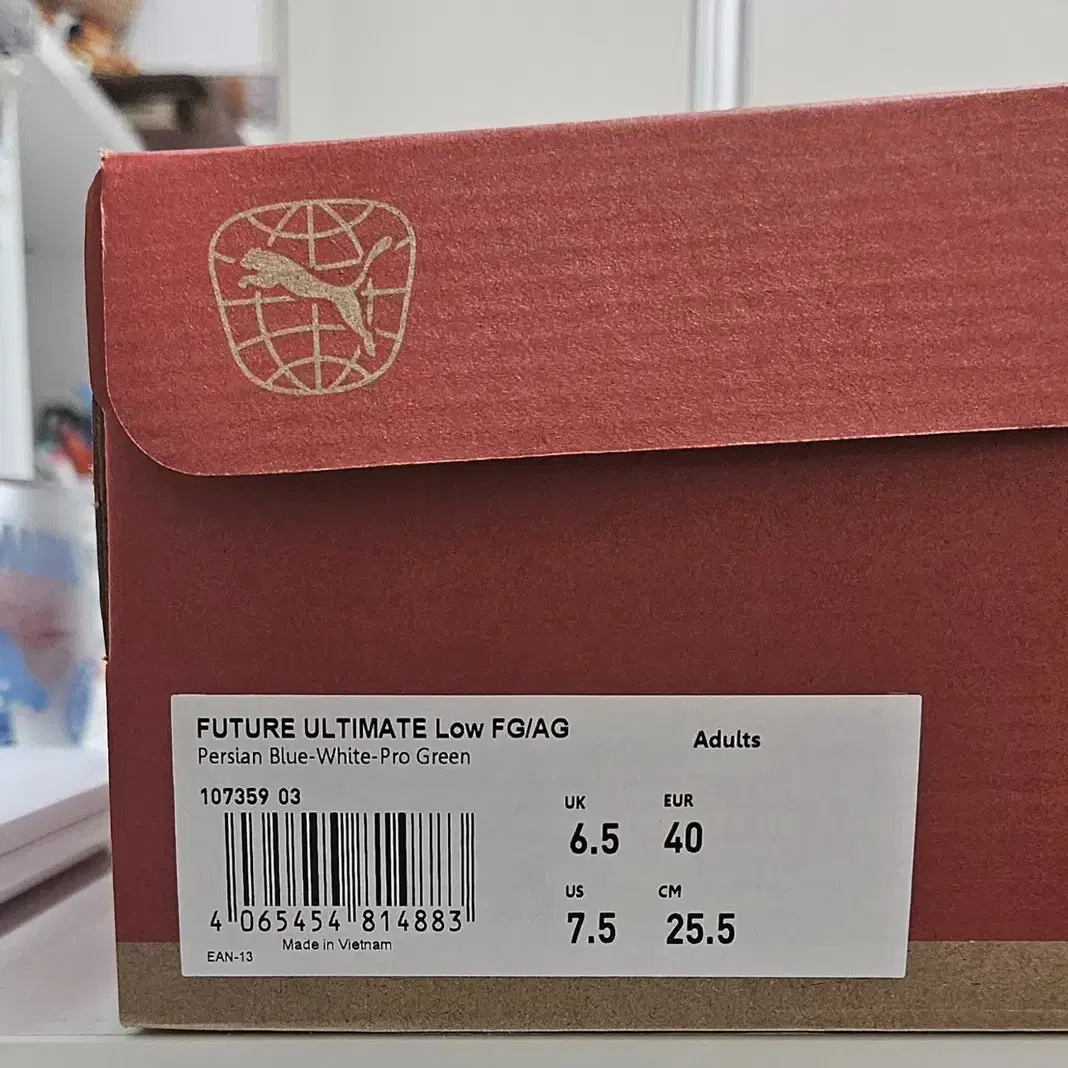 FUTURE ULTIMATE Low FG/AG
Persian Blue-White-Pro Green
Adults
107359 03
UK EUR
6.5 40
US CM
7.5 25.5
4 065454 814883
Made in Vietnam
EAN-13